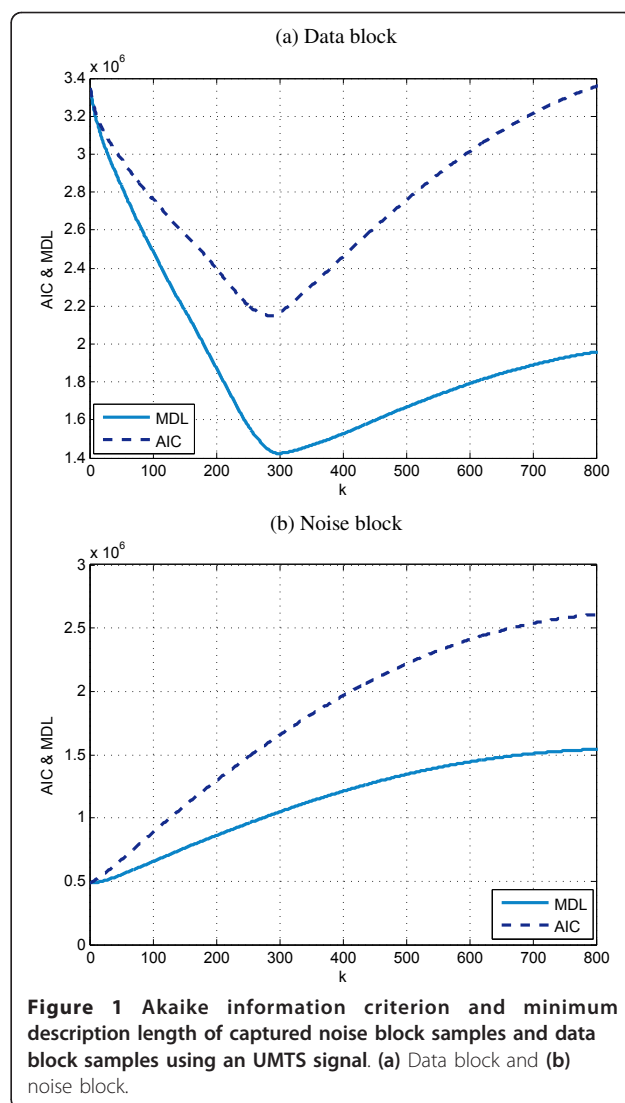 (a) Data block
x 10^6
3.4
3.2
3
2.8
2.6
2.4
2.2
2
1.8
1.6
1.4
AIC & MDL
MDL
AIC
0 100 200 300 400 500 600 700 800
k
(b) Noise block
x 10^6
3
2.5
2
1.5
1
0.5
0
AIC & MDL
MDL
AIC
0 100 200 300 400 500 600 700 800
k
Figure 1 Akaike information criterion and minimum
description length of captured noise block samples and data
block samples using an UMTS signal. (a) Data block and (b)
noise block.